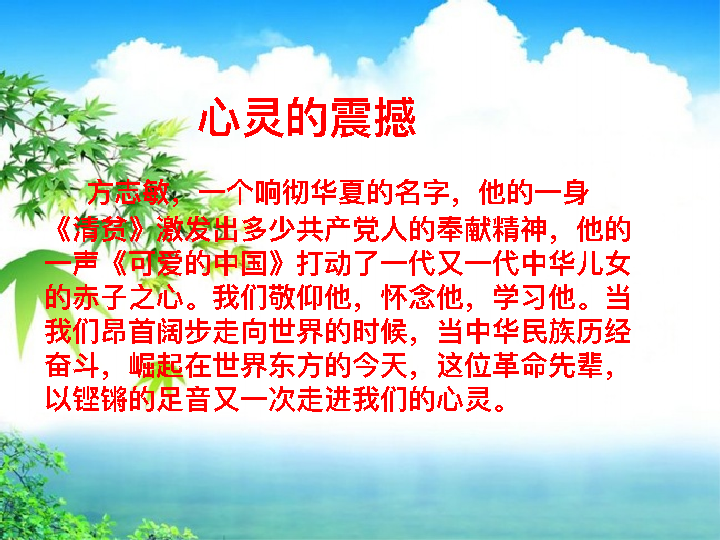 心灵的震撼
方志敏，一个响彻华夏的名字，他的一身
《清贫》激发出多少共产党人的奉献精神，他的
一声《可爱的中国》打动了一代又一代中华儿女
的赤子之心。我们敬仰他，怀念他，学习他。当
我们昂首阔步走向世界的时候，当中华民族历经
奋斗，崛起在世界东方的今天，这位革命先辈，
以铿锵的足音又一次走进我们的心灵。